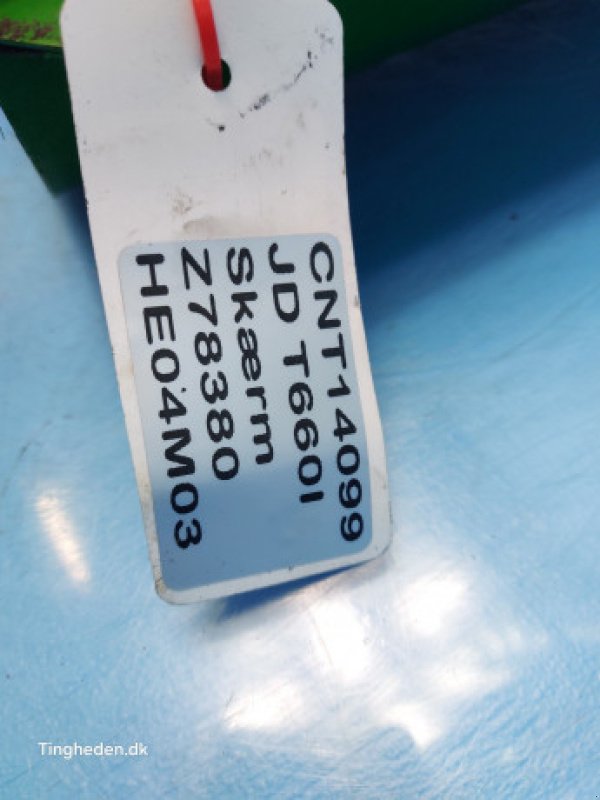 CNT14099
JD T660I
Skærm
Z78380
HE04M03
Tingheden.dk